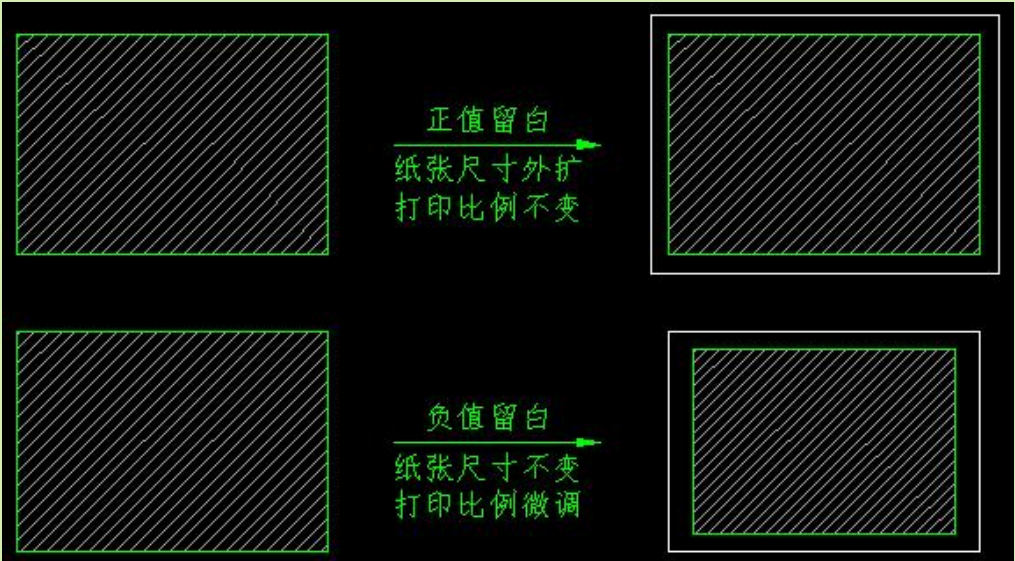 正值留白
纸张尺寸外扩
打印比例不变
负值留白
纸张尺寸不变
打印比例微调